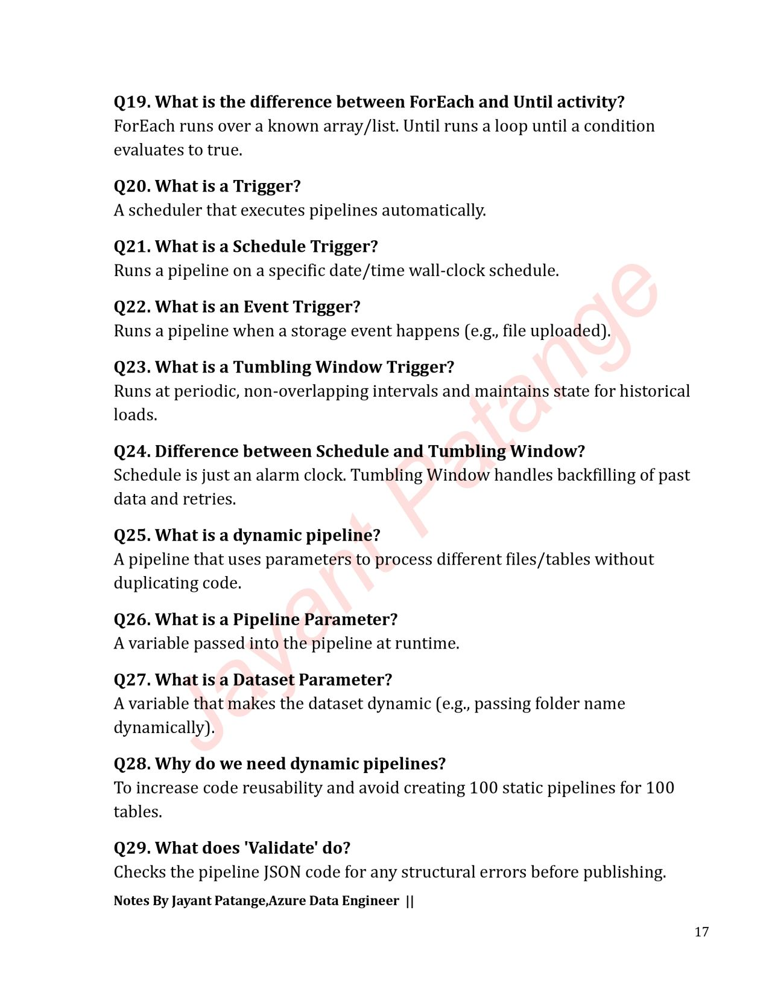 Q19. What is the difference between ForEach and Until activity?
ForEach runs over a known array/list. Until runs a loop until a condition
evaluates to true.
Q20. What is a Trigger?
A scheduler that executes pipelines automatically.
Q21. What is a Schedule Trigger?
Runs a pipeline on a specific date/time wall-clock schedule.
Q22. What is an Event Trigger?
Runs a pipeline when a storage event happens (e.g., file uploaded).
Q23. What is a Tumbling Window Trigger?
Runs at periodic, non-overlapping intervals and maintains state for historical
loads.
Q24. Difference between Schedule and Tumbling Window?
Schedule is just an alarm clock. Tumbling Window handles backfilling of past
data and retries.
Q25. What is a dynamic pipeline?
A pipeline that uses parameters to process different files/tables without
duplicating code.
Q26. What is a Pipeline Parameter?
A variable passed into the pipeline at runtime.
Q27. What is a Dataset Parameter?
A variable that makes the dataset dynamic (e.g., passing folder name
dynamically).
Q28. Why do we need dynamic pipelines?
To increase code reusability and avoid creating 100 static pipelines for 100
tables.
Q29. What does 'Validate' do?
Checks the pipeline JSON code for any structural errors before publishing.
Notes By Jayant Patange,Azure Data Engineer ||
17
Jayant Patange